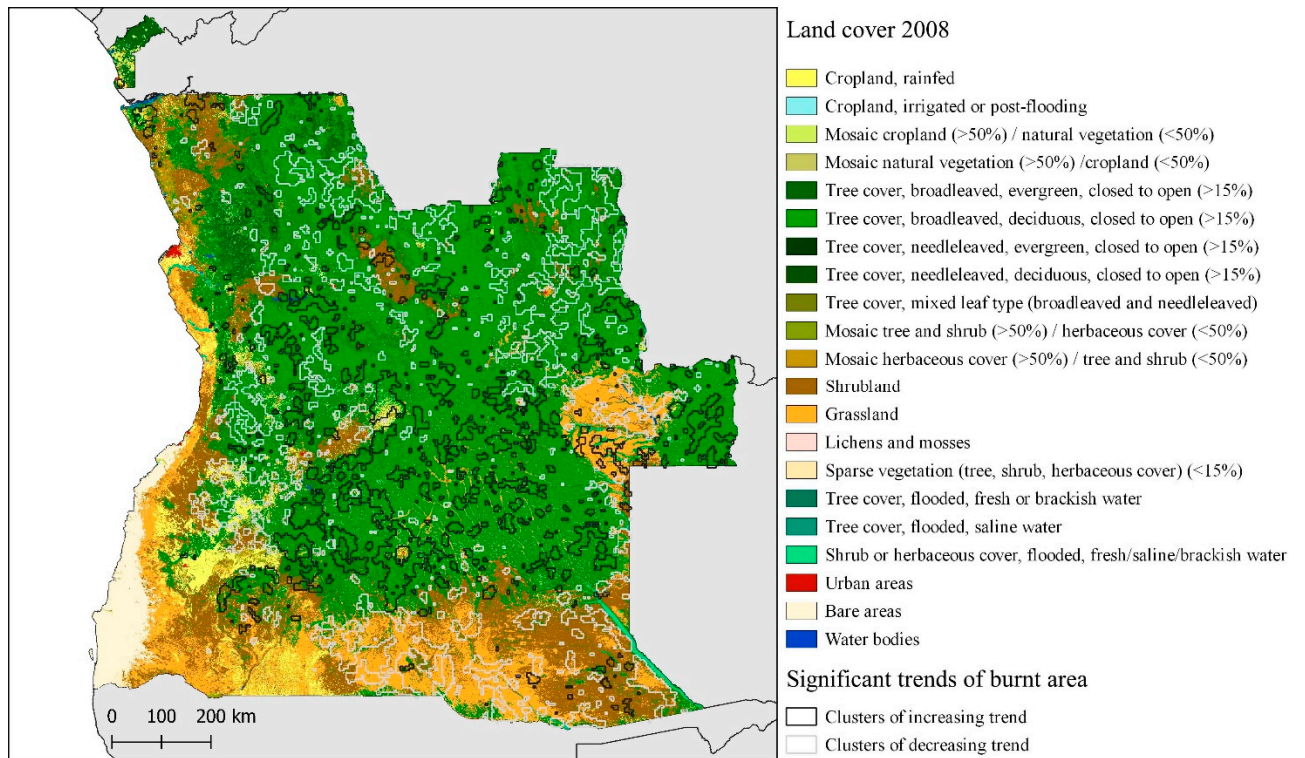 Land cover 2008
Cropland, rainfed
Cropland, irrigated or post-flooding
Mosaic cropland (>50%) / natural vegetation (<50%)
Mosaic natural vegetation (>50%) /cropland (<50%)
Tree cover, broadleaved, evergreen, closed to open (>15%)
Tree cover, broadleaved, deciduous, closed to open (>15%)
Tree cover, needleleaved, evergreen, closed to open (>15%)
Tree cover, needleleaved, deciduous, closed to open (>15%)
Tree cover, mixed leaf type (broadleaved and needleleaved)
Mosaic tree and shrub (>50%) / herbaceous cover (<50%)
Mosaic herbaceous cover (>50%) / tree and shrub (<50%)
Shrubland
Grassland
Lichens and mosses
Sparse vegetation (tree, shrub, herbaceous cover) (<15%)
Tree cover, flooded, fresh or brackish water
Tree cover, flooded, saline water
Shrub or herbaceous cover, flooded, fresh/saline/brackish water
Urban areas
Bare areas
Water bodies
Significant trends of burnt area
Clusters of increasing trend
Clusters of decreasing trend
0 100 200 km